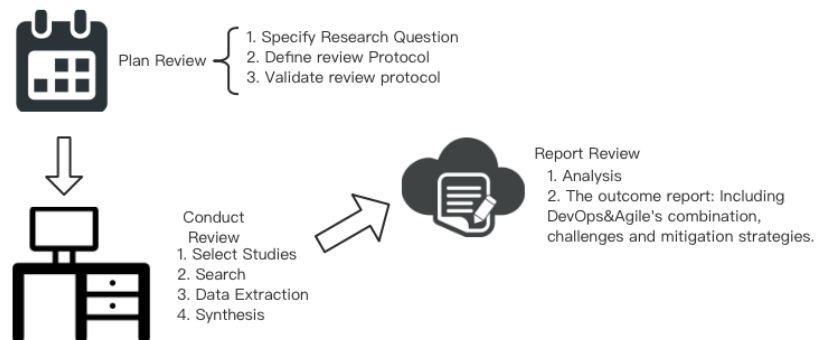 Plan Review
1. Specify Research Question
2. Define review Protocol
3. Validate review protocol
Conduct
Review
1. Select Studies
2. Search
3. Data Extraction
4. Synthesis
Report Review
1. Analysis
2. The outcome report: Including
DevOps&Agile's combination,
challenges and mitigation strategies.